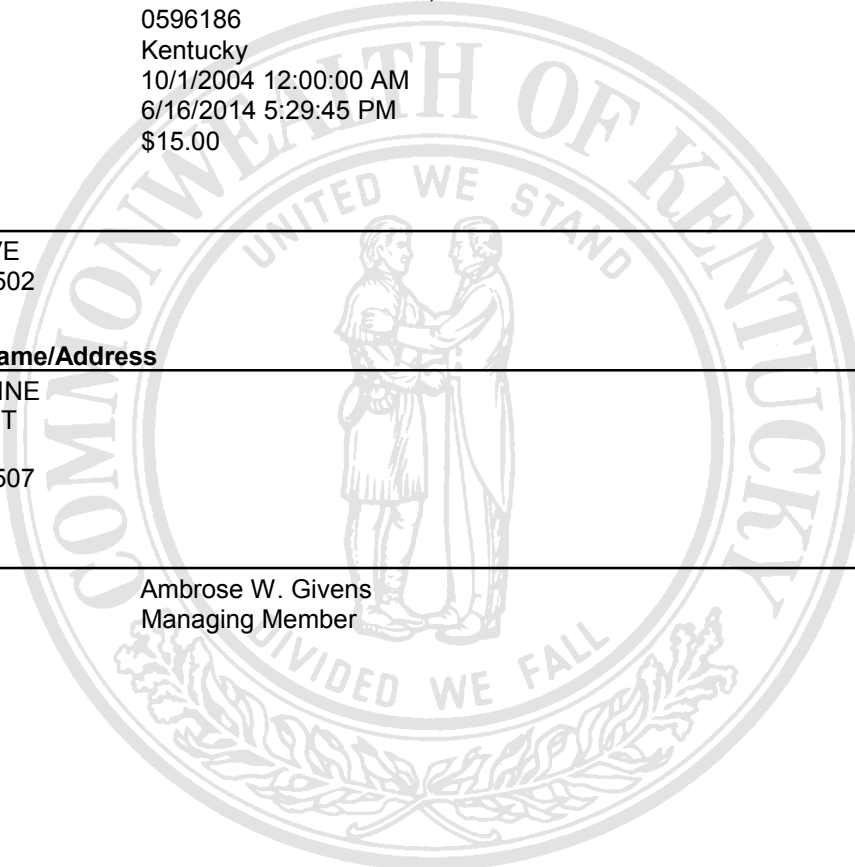 0596186
Kentucky
10/1/2004 12:00:00 AM
6/16/2014 5:29:45 PM
$15.00
COMMONWEALTH OF KENTUCKY
UNITED WE STAND
VE
502
ame/Address
INE
T
507
Ambrose W. Givens
Managing Member
DIVIDED WE FALL